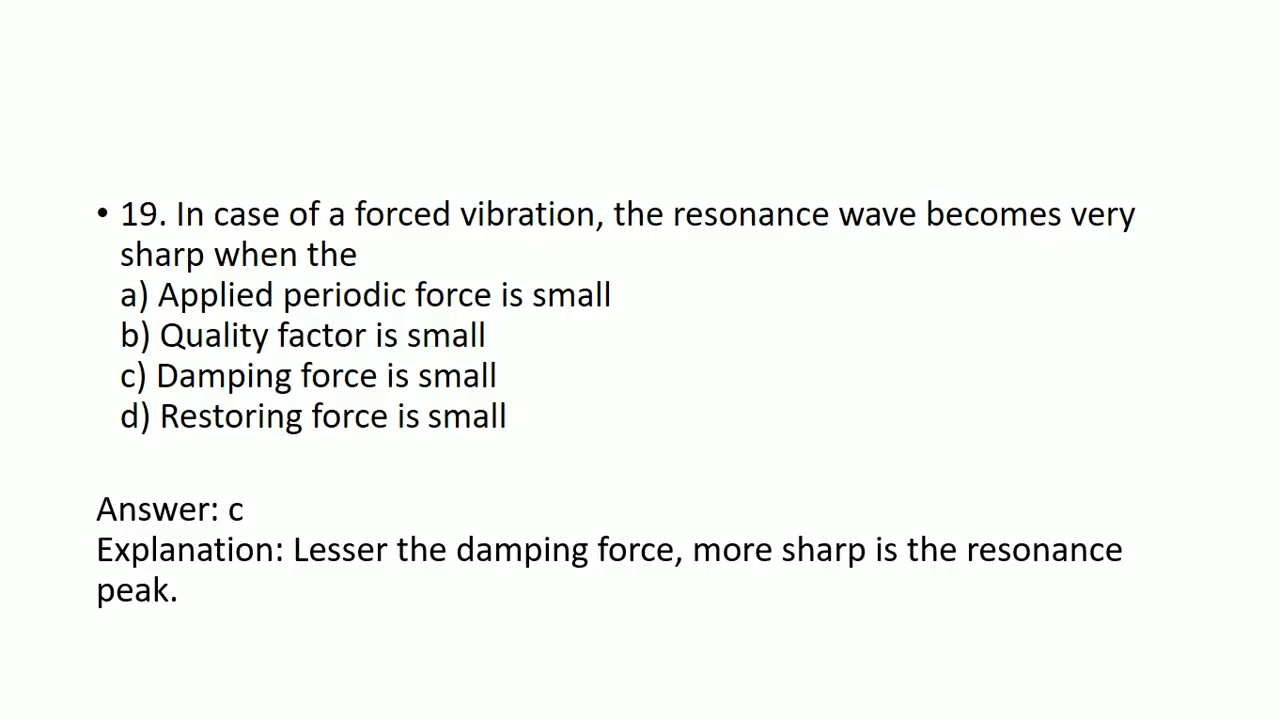 • 19. In case of a forced vibration, the resonance wave becomes very
sharp when the
a) Applied periodic force is small
b) Quality factor is small
c) Damping force is small
d) Restoring force is small
Answer: c
Explanation: Lesser the damping force, more sharp is the resonance
peak.